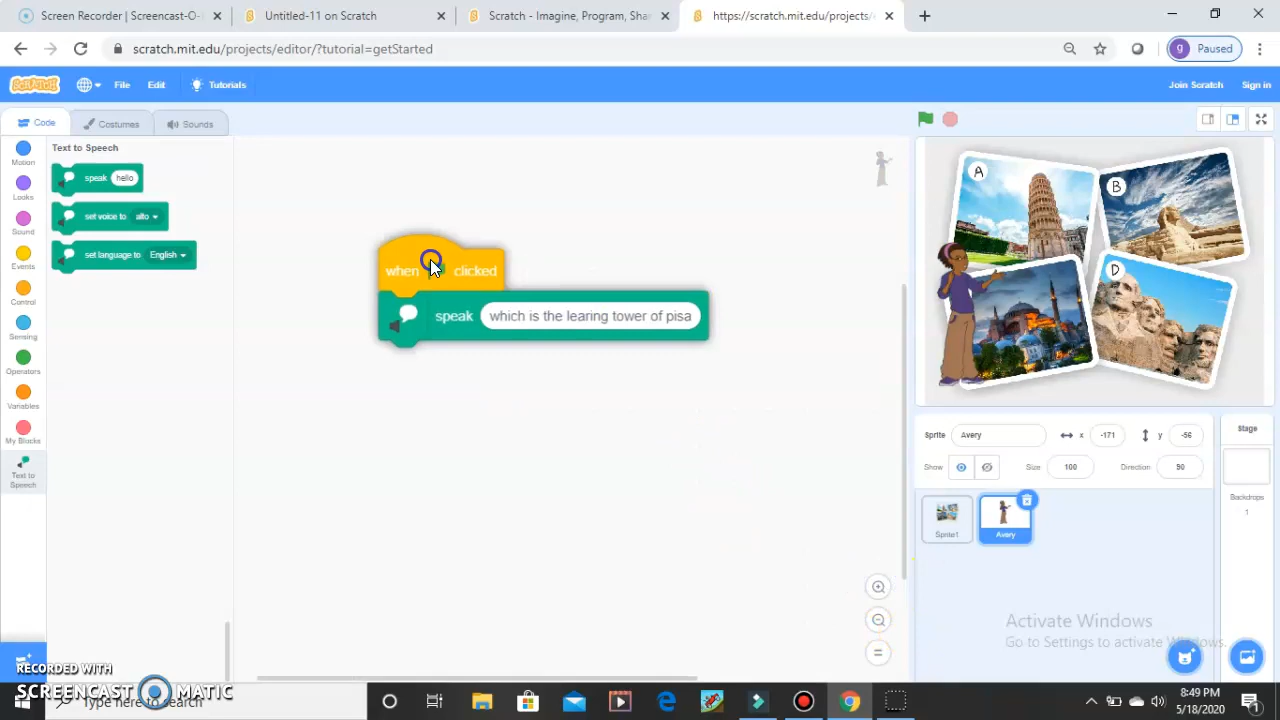 Screen Recorder | Screencast-O-
Untitled-11 on Scratch
Scratch - Imagine, Program, Shar
https://scratch.mit.edu/projects/
scratch.mit.edu/projects/editor/?tutorial=getStarted
g Paused
SCRATCH
File
Edit
Tutorials
Join Scratch
Sign in
Code
Costumes
Sounds
Motion
Looks
Sound
Events
Control
Sensing
Operators
Variables
My Blocks
Text to
Speech
Text to Speech
speak hello
set voice to alto
set language to English
when clicked
speak which is the learing tower of pisa
A
B
D
Sprite Avery x -171 y -56
Show Size 100 Direction 90
Sprite1
Avery
Stage
Backdrops
1
Activate Windows
Go to Settings to activate Windows.
RECORDED WITH
SCREENCAST MATIC
Type here to search
8:49 PM
5/18/2020